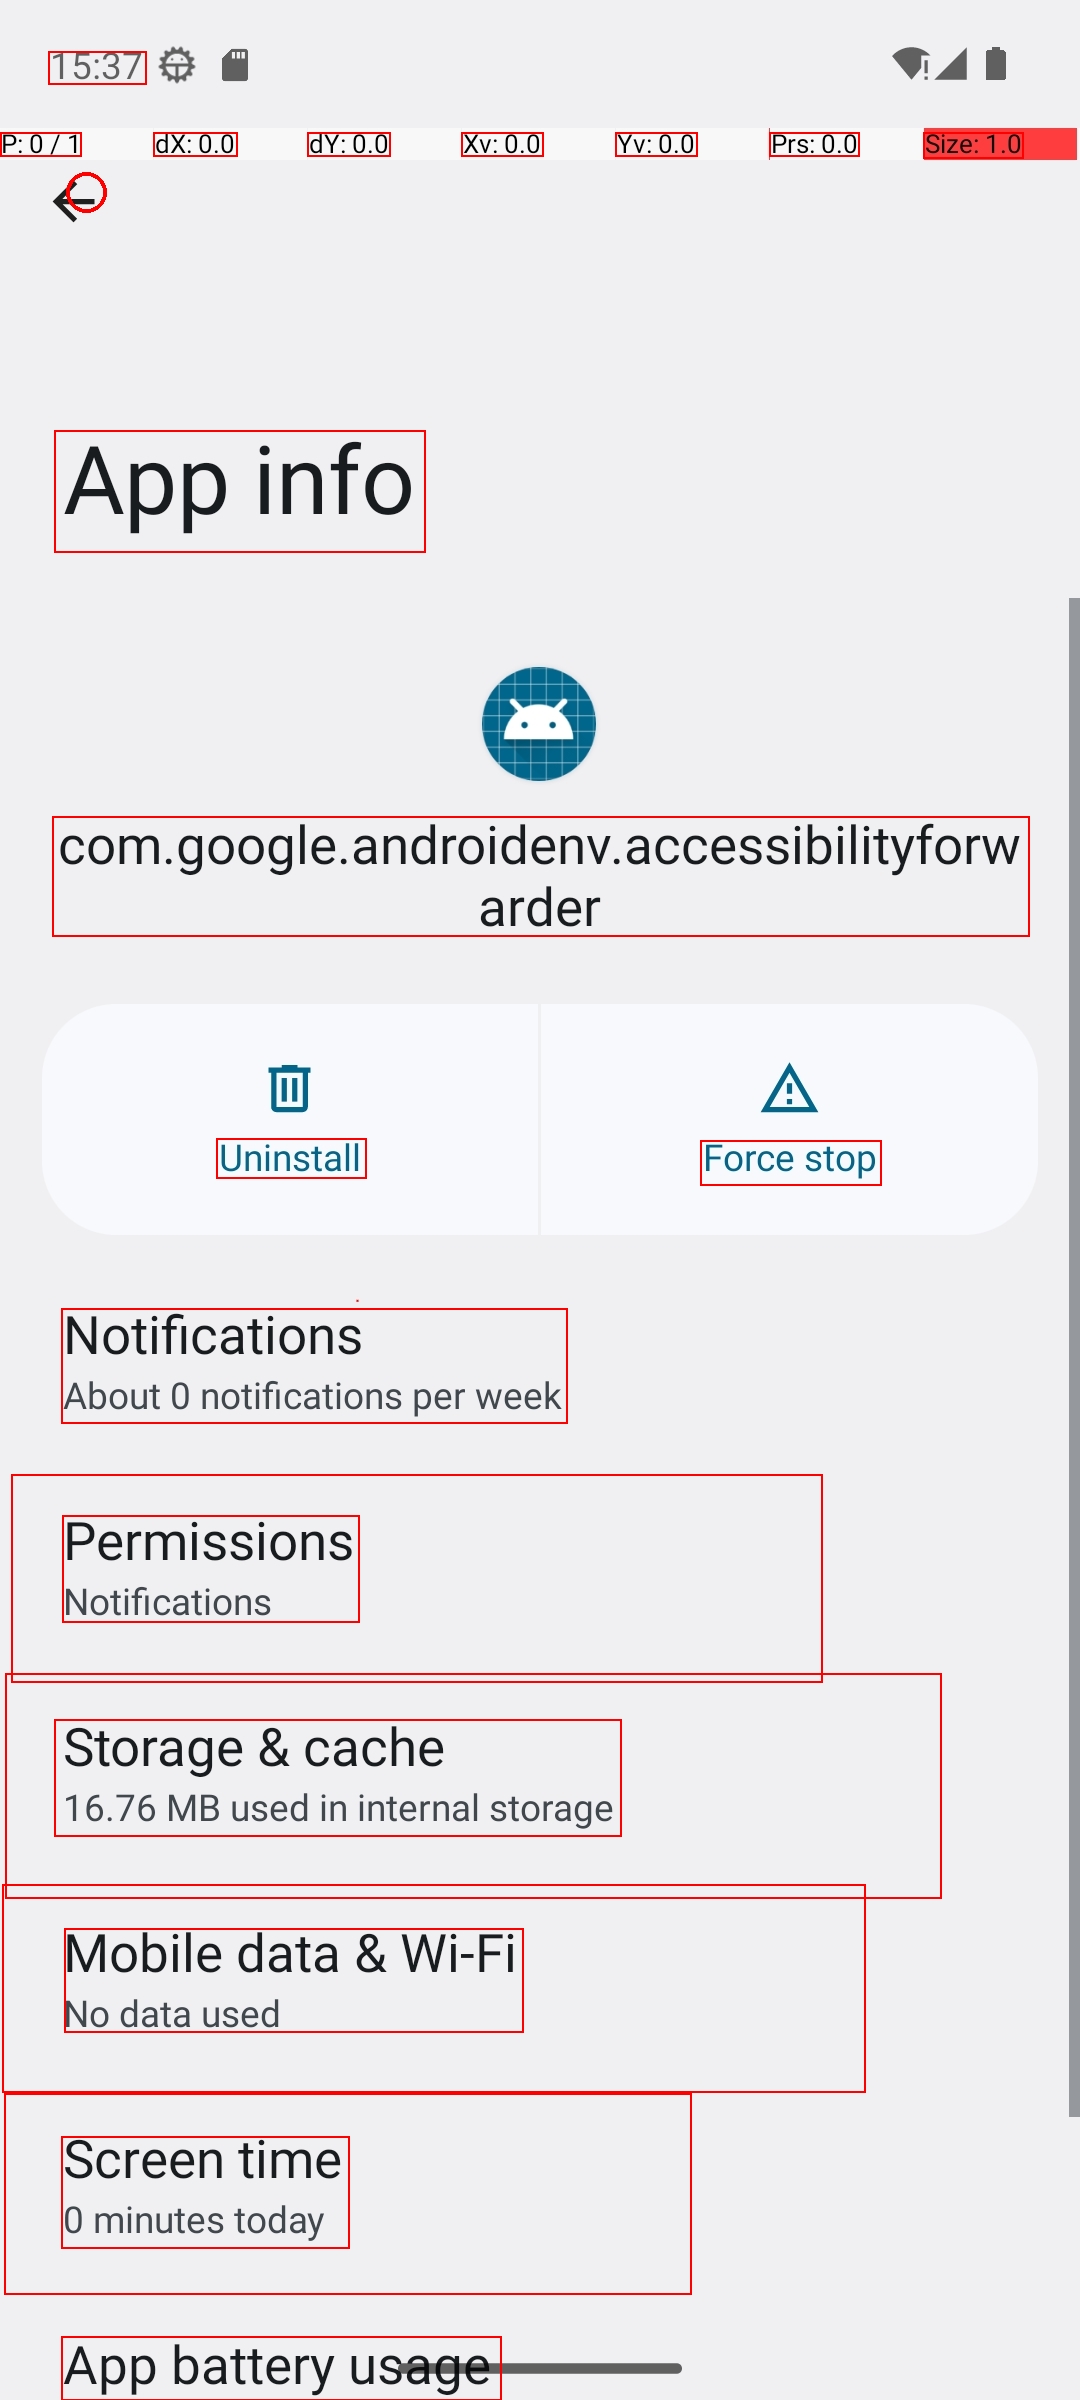 15:37
P: 0 / 1 dX: 0.0 dY: 0.0 Xv: 0.0 Yv: 0.0 Prs: 0.0 Size: 1.0
App info
com.google.androidenv.accessibilityforw
arder
Uninstall Force stop
Notifications
About 0 notifications per week
Permissions
Notifications
Storage & cache
16.76 MB used in internal storage
Mobile data & Wi-Fi
No data used
Screen time
0 minutes today
App battery usage